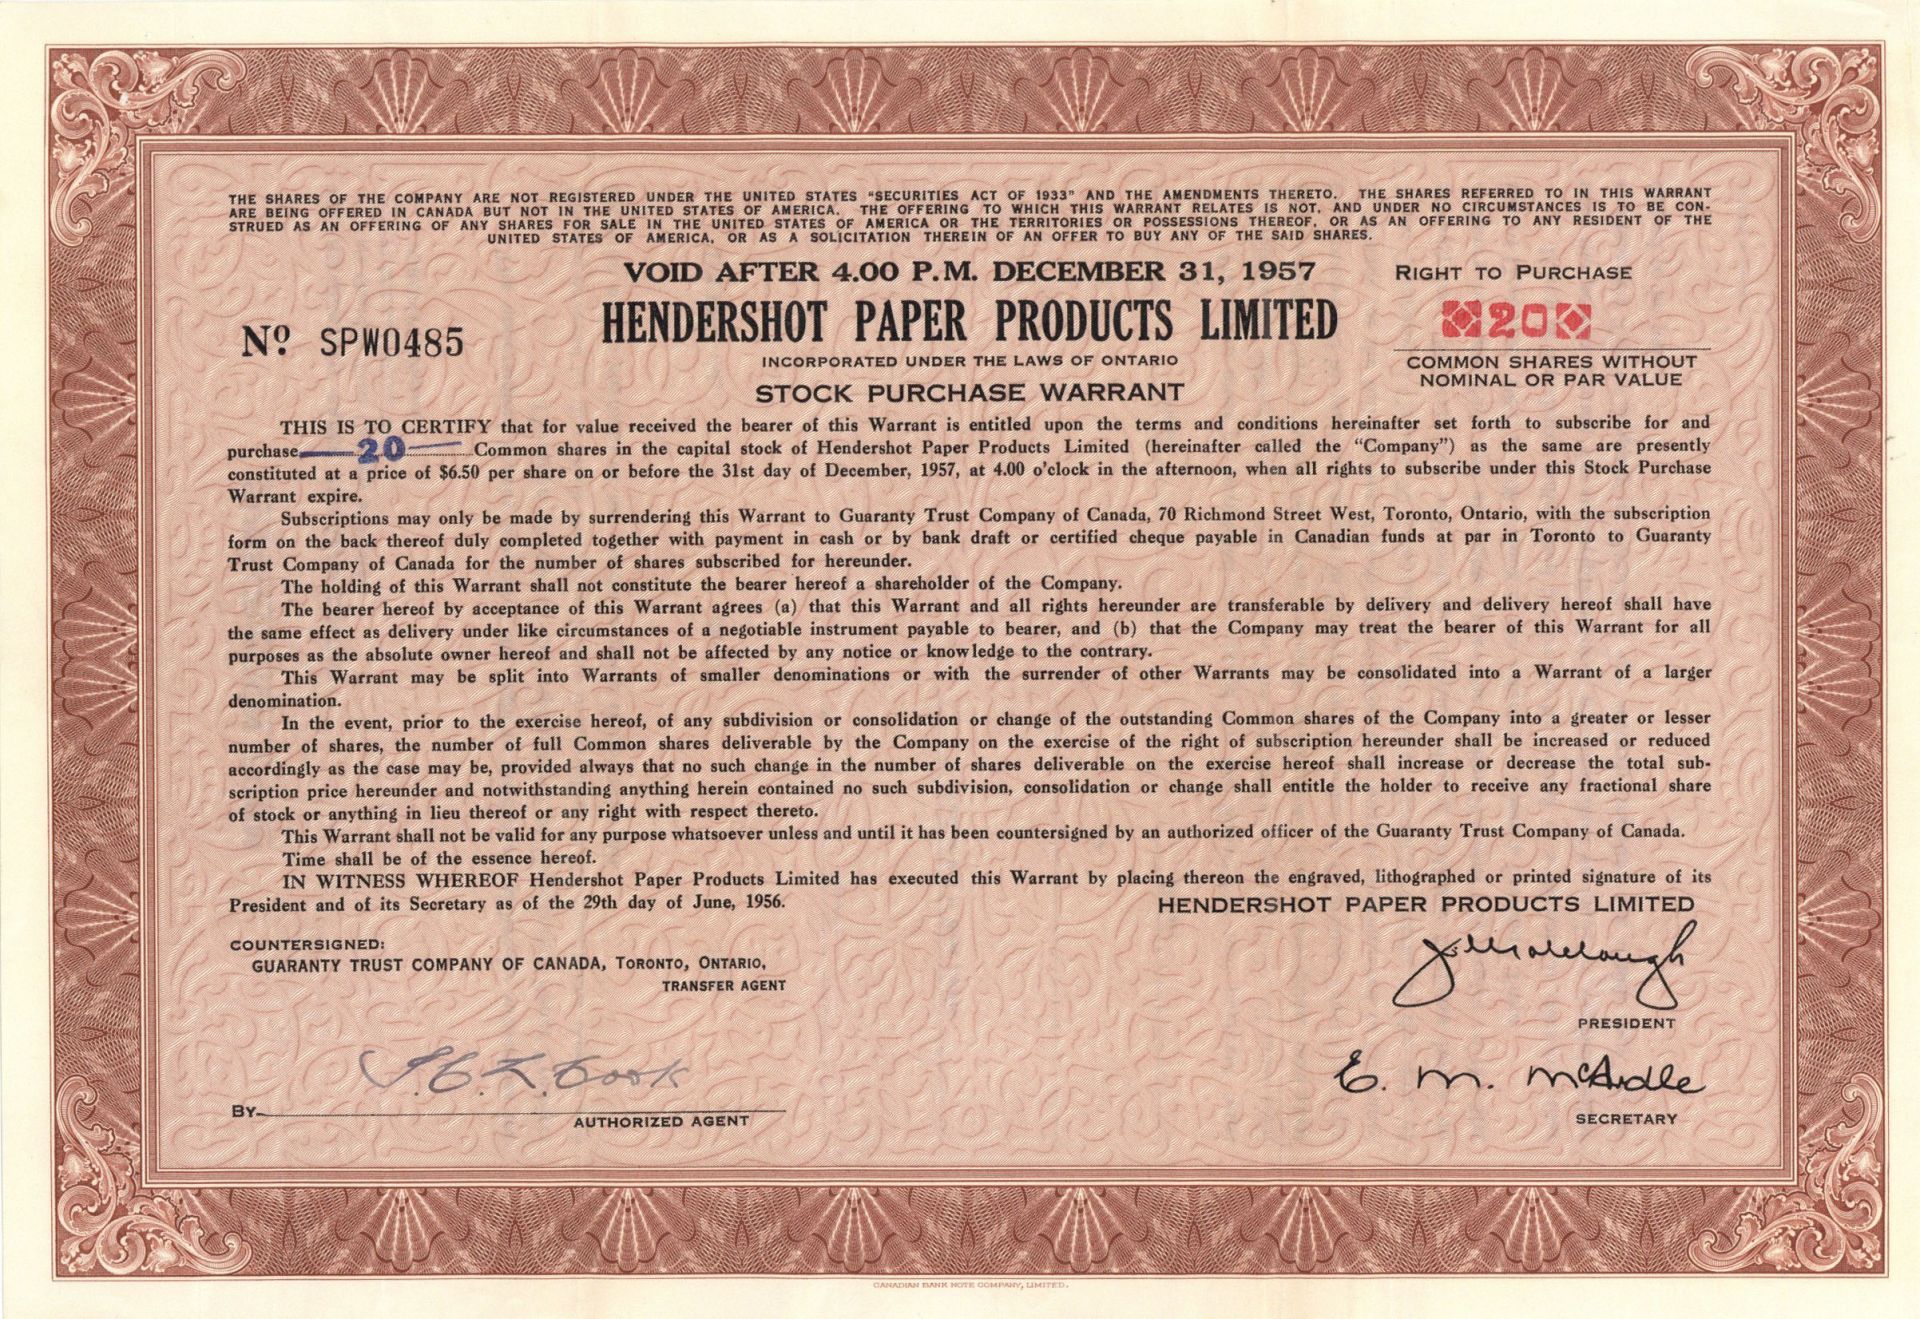 THE SHARES OF THE COMPANY ARE NOT REGISTERED UNDER THE UNITED STATES "SECURITIES ACT OF 1933" AND THE AMENDMENTS THERETO. THE SHARES REFERRED TO IN THIS WARRANT
ARE BEING OFFERED IN CANADA BUT NOT IN THE UNITED STATES OF AMERICA. THE OFFERING TO WHICH THIS WARRANT RELATES IS NOT, AND UNDER NO CIRCUMSTANCES IS TO BE CON-
STRUED AS AN OFFERING OF ANY SHARES FOR SALE IN THE UNITED STATES OF AMERICA OR THE TERRITORIES OR POSSESSIONS THEREOF, OR AS AN OFFERING TO ANY RESIDENT OF THE
UNITED STATES OF AMERICA, OR AS A SOLICITATION THEREIN OF AN OFFER TO BUY ANY OF THE SAID SHARES.
VOID AFTER 4.00 P.M. DECEMBER 31, 1957
RIGHT TO PURCHASE
HENDERSHOT PAPER PRODUCTS LIMITED
20
No. SPW0485
INCORPORATED UNDER THE LAWS OF ONTARIO
COMMON SHARES WITHOUT
NOMINAL OR PAR VALUE
STOCK PURCHASE WARRANT
THIS IS TO CERTIFY that for value received the bearer of this Warrant is entitled upon the terms and conditions hereinafter set forth to subscribe for and
purchase 20 Common shares in the capital stock of Hendershot Paper Products Limited (hereinafter called the "Company") as the same are presently
constituted at a price of $6.50 per share on or before the 31st day of December, 1957, at 4.00 o'clock in the afternoon, when all rights to subscribe under this Stock Purchase
Warrant expire.
Subscriptions may only be made by surrendering this Warrant to Guaranty Trust Company of Canada, 70 Richmond Street West, Toronto, Ontario, with the subscription
form on the back thereof duly completed together with payment in cash or by bank draft or certified cheque payable in Canadian funds at par in Toronto to Guaranty
Trust Company of Canada for the number of shares subscribed for hereunder.
The holding of this Warrant shall not constitute the bearer hereof a shareholder of the Company.
The bearer hereof by acceptance of this Warrant agrees (a) that this Warrant and all rights hereunder are transferable by delivery and delivery hereof shall have
the same effect as delivery under like circumstances of a negotiable instrument payable to bearer, and (b) that the Company may treat the bearer of this Warrant for all
purposes as the absolute owner hereof and shall not be affected by any notice or knowledge to the contrary.
This Warrant may be split into Warrants of smaller denominations or with the surrender of other Warrants may be consolidated into a Warrant of a larger
denomination.
In the event, prior to the exercise hereof, of any subdivision or consolidation or change of the outstanding Common shares of the Company into a greater or lesser
number of shares, the number of full Common shares deliverable by the Company on the exercise of the right of subscription hereunder shall be increased or reduced
accordingly as the case may be, provided always that no such change in the number of shares deliverable on the exercise hereof shall increase or decrease the total sub-
scription price hereunder and notwithstanding anything herein contained no such subdivision, consolidation or change shall entitle the holder to receive any fractional share
of stock or anything in lieu thereof or any right with respect thereto.
This Warrant shall not be valid for any purpose whatsoever unless and until it has been countersigned by an authorized officer of the Guaranty Trust Company of Canada.
Time shall be of the essence hereof.
IN WITNESS WHEREOF Hendershot Paper Products Limited has executed this Warrant by placing thereon the engraved, lithographed or printed signature of its
President and of its Secretary as of the 29th day of June, 1956.
HENDERSHOT PAPER PRODUCTS LIMITED
COUNTERSIGNED:
GUARANTY TRUST COMPANY OF CANADA, TORONTO, ONTARIO,
TRANSFER AGENT
PRESIDENT
E. M. McArdle
SECRETARY
Cook
BY
AUTHORIZED AGENT
CANADIAN BANK NOTE COMPANY, LIMITED.